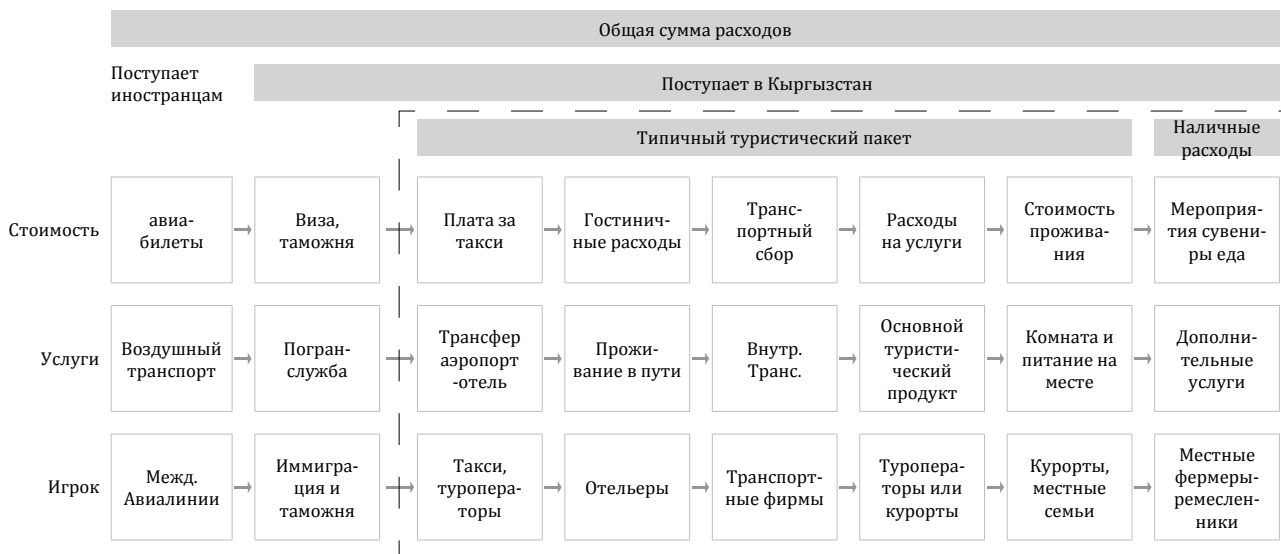 Общая сумма расходов
Поступает
иностранцам
Поступает в Кыргызстан
Типичный туристический пакет
Наличные
расходы
Стоимость
авиа-
билеты
Виза,
таможня
Плата за
такси
Гостинич-
ные расходы
Транс-
портный
сбор
Расходы
на услуги
Стоимость
прожива-
ния
Меропри­я-
тия сувени-
ры еда
Услуги
Воздушный
транспорт
Погран-
служба
Трансфер
аэропорт
-отель
Прожи-
вание в пути
Внутр.
Транс.
Основной
туристи-
ческий
продукт
Комната и
питание на
месте
Дополни-
тельные
услуги
Игрок
Межд.
Авиалинии
Иммигра-
ция и
таможня
Такси,
туропера-
торы
Отельеры
Транспорт-
ные фирмы
Туропера-
торы или
курорты
Курорты,
местные
семьи
Местные
фермеры-
ремеслен-
ники